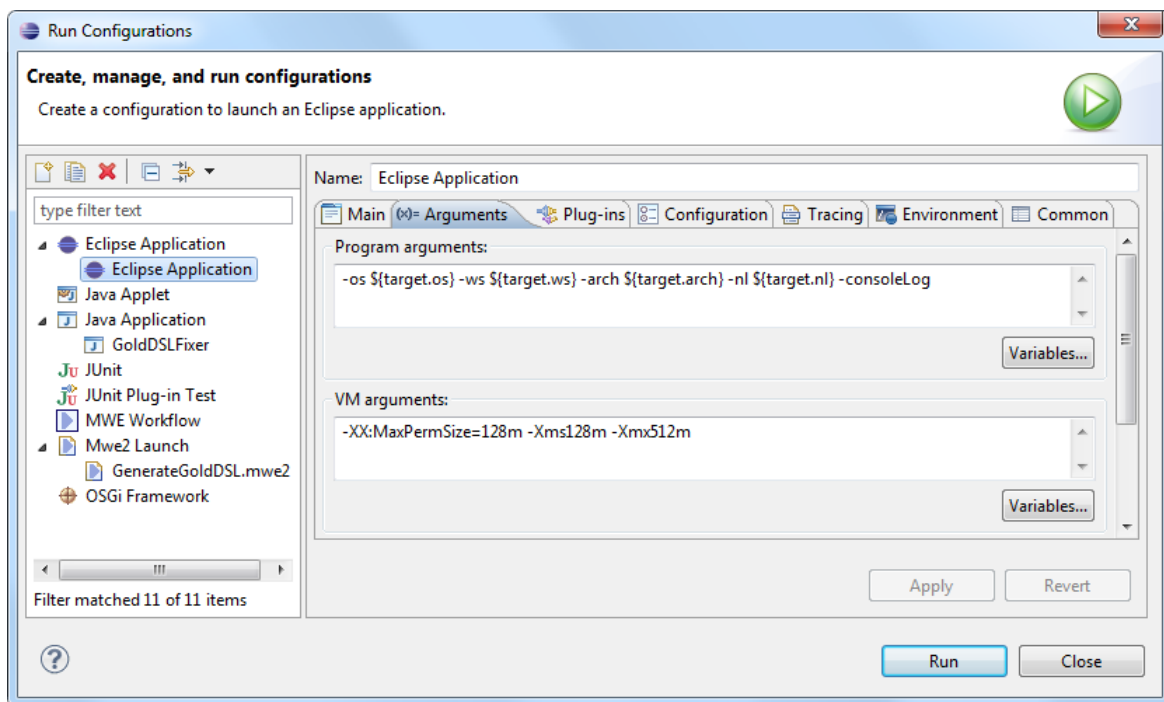 Run Configurations
Create, manage, and run configurations
Create a configuration to launch an Eclipse application.
type filter text
Eclipse Application
Eclipse Application
Java Applet
Java Application
GoldDSLFixer
JUnit
JUnit Plug-in Test
MWE Workflow
Mwe2 Launch
GenerateGoldDSL.mwe2
OSGi Framework
Filter matched 11 of 11 items
Name: Eclipse Application
Main (x)= Arguments Plug-ins Configuration Tracing Environment Common
Program arguments:
-os ${target.os} -ws ${target.ws} -arch ${target.arch} -nl ${target.nl} -consoleLog
Variables...
VM arguments:
-XX:MaxPermSize=128m -Xms128m -Xmx512m
Variables...
Apply Revert
Run Close